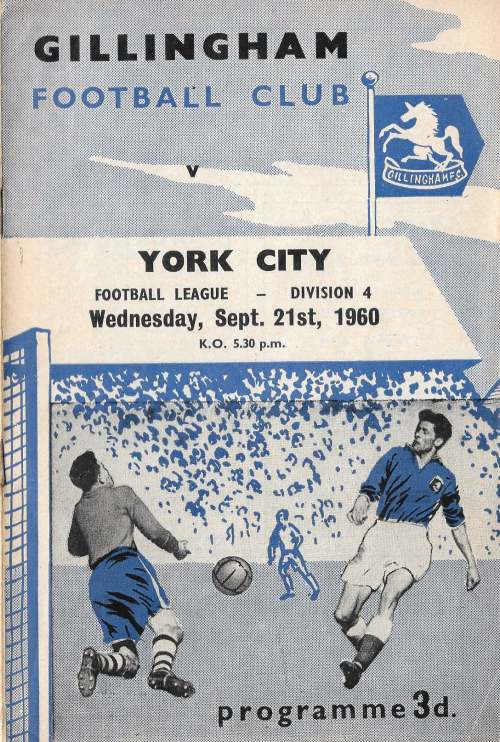 GILLINGHAM
FOOTBALL CLUB
GILLINGHAM F.C.
v
YORK CITY
FOOTBALL LEAGUE – DIVISION 4
Wednesday, Sept. 21st, 1960
K.O. 5.30 p.m.
programme 3d.